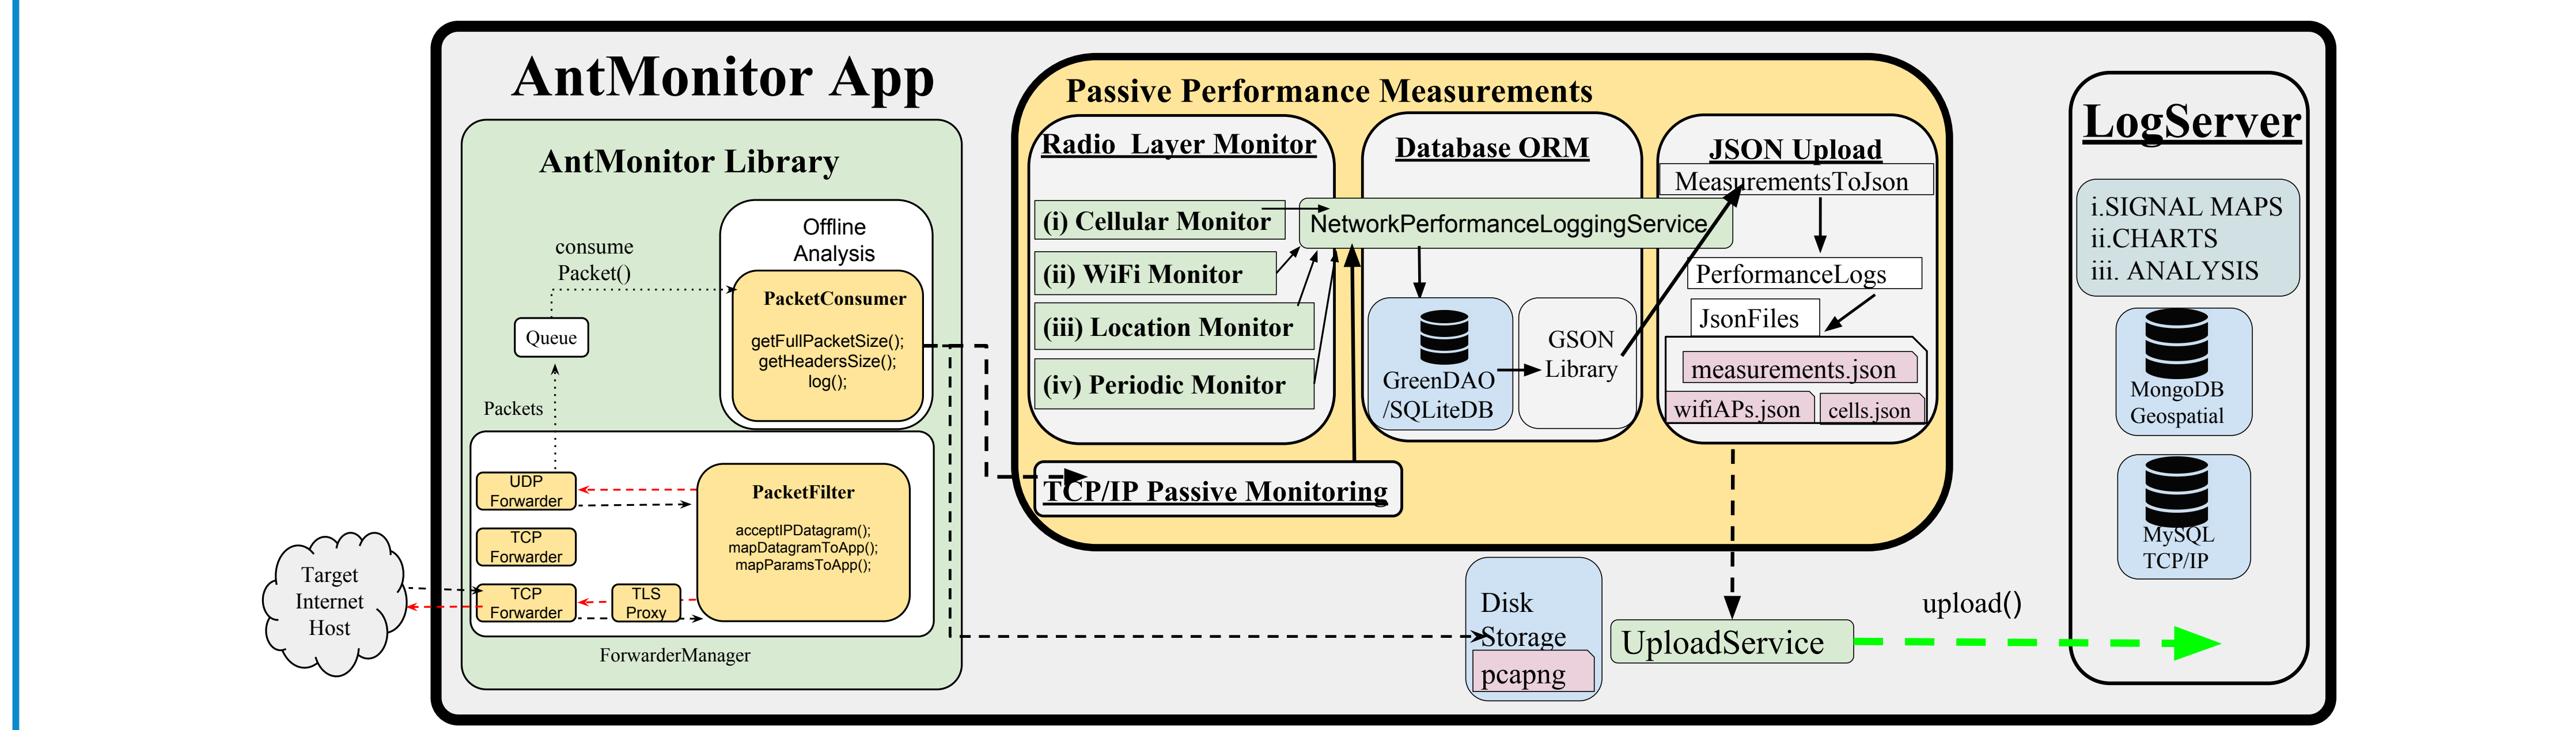 AntMonitor App
AntMonitor Library
Offline
Analysis
consume
Packet()
PacketConsumer
getFullPacketSize();
getHeadersSize();
log();
Queue
Packets
UDP
Forwarder
TCP
Forwarder
TCP
Forwarder
TLS
Proxy
PacketFilter
acceptIPDatagram();
mapDatagramToApp();
mapParamsToApp();
ForwarderManager
Target
Internet
Host
Passive Performance Measurements
Radio Layer Monitor
(i) Cellular Monitor
(ii) WiFi Monitor
(iii) Location Monitor
(iv) Periodic Monitor
TCP/IP Passive Monitoring
Database ORM
NetworkPerformanceLoggingService
GreenDAO
/SQLiteDB
GSON
Library
JSON Upload
MeasurementsToJson
PerformanceLogs
JsonFiles
measurements.json
wifiAPs.json
cells.json
Disk
Storage
pcapng
UploadService
upload()
LogServer
i.SIGNAL MAPS
ii.CHARTS
iii. ANALYSIS
MongoDB
Geospatial
MySQL
TCP/IP